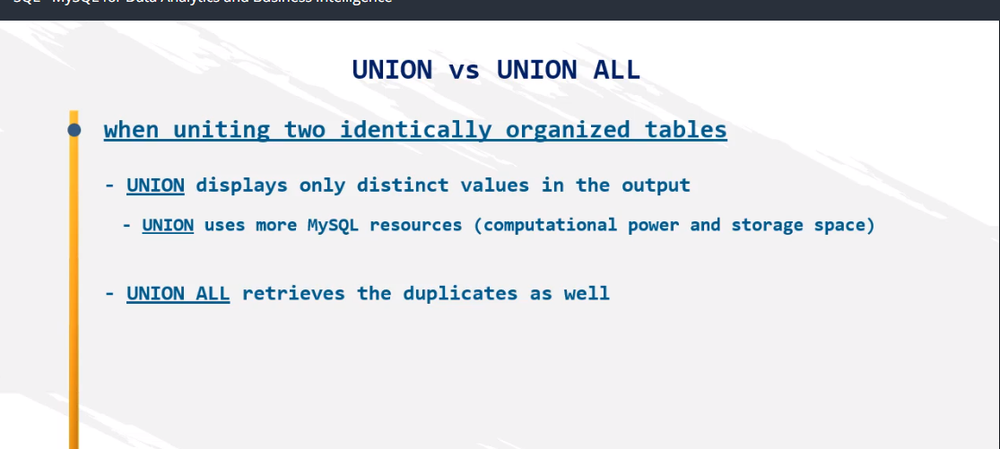 SQL - MySQL for Data Analytics and Business Intelligence
UNION vs UNION ALL
when uniting two identically organized tables
- UNION displays only distinct values in the output
- UNION uses more MySQL resources (computational power and storage space)
- UNION ALL retrieves the duplicates as well